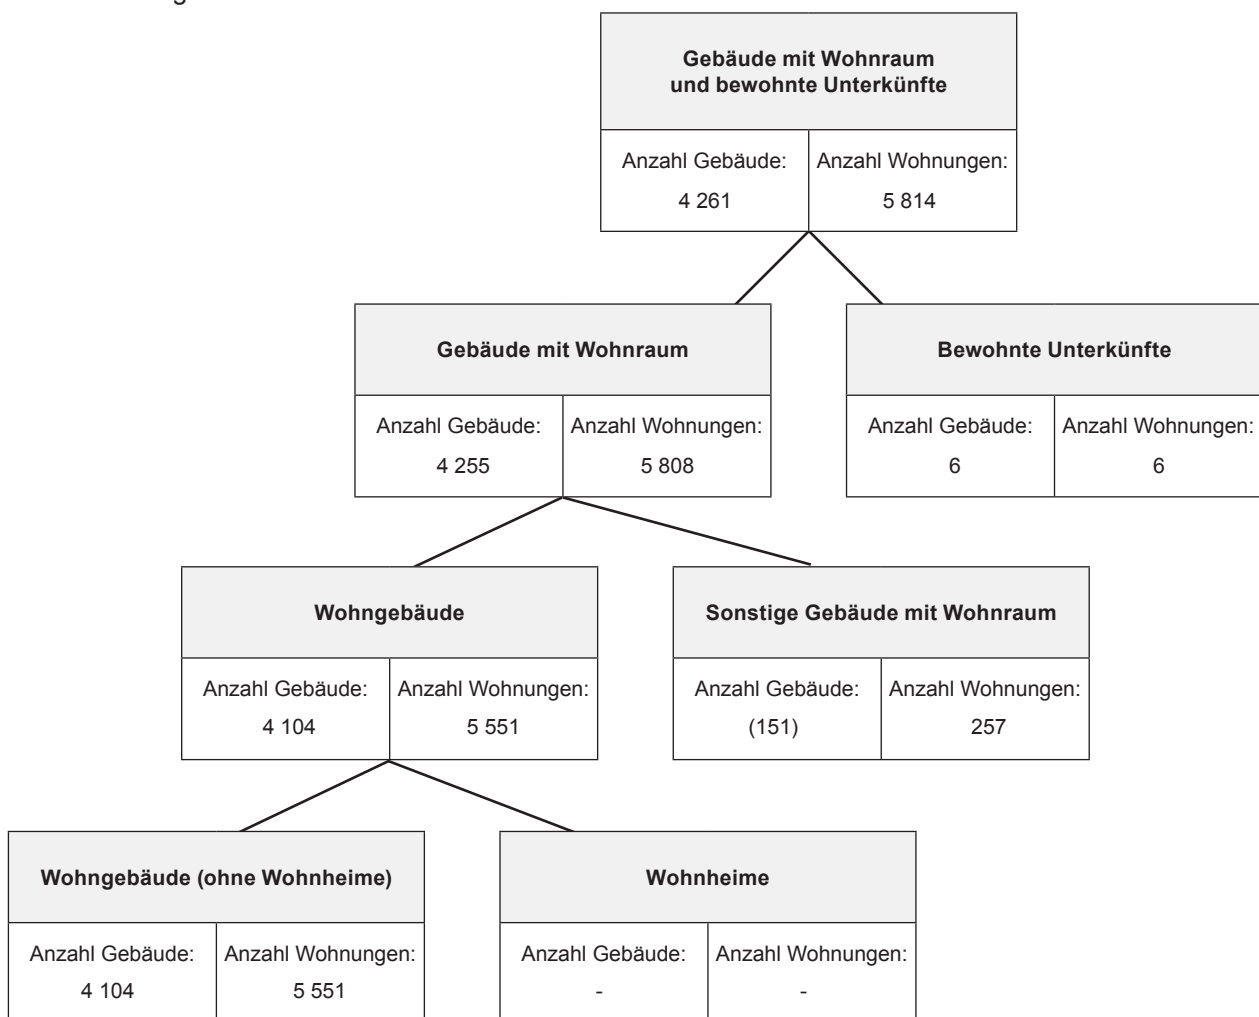 Gebäude mit Wohnraum
und bewohnte Unterkünfte
Anzahl Gebäude: Anzahl Wohnungen:
4 261 5 814
Gebäude mit Wohnraum Bewohnte Unterkünfte
Anzahl Gebäude: Anzahl Wohnungen: Anzahl Gebäude: Anzahl Wohnungen:
4 255 5 808 6 6
Wohngebäude Sonstige Gebäude mit Wohnraum
Anzahl Gebäude: Anzahl Wohnungen: Anzahl Gebäude: Anzahl Wohnungen:
4 104 5 551 (151) 257
Wohngebäude (ohne Wohnheime) Wohnheime
Anzahl Gebäude: Anzahl Wohnungen: Anzahl Gebäude: Anzahl Wohnungen:
4 104 5 551 - -